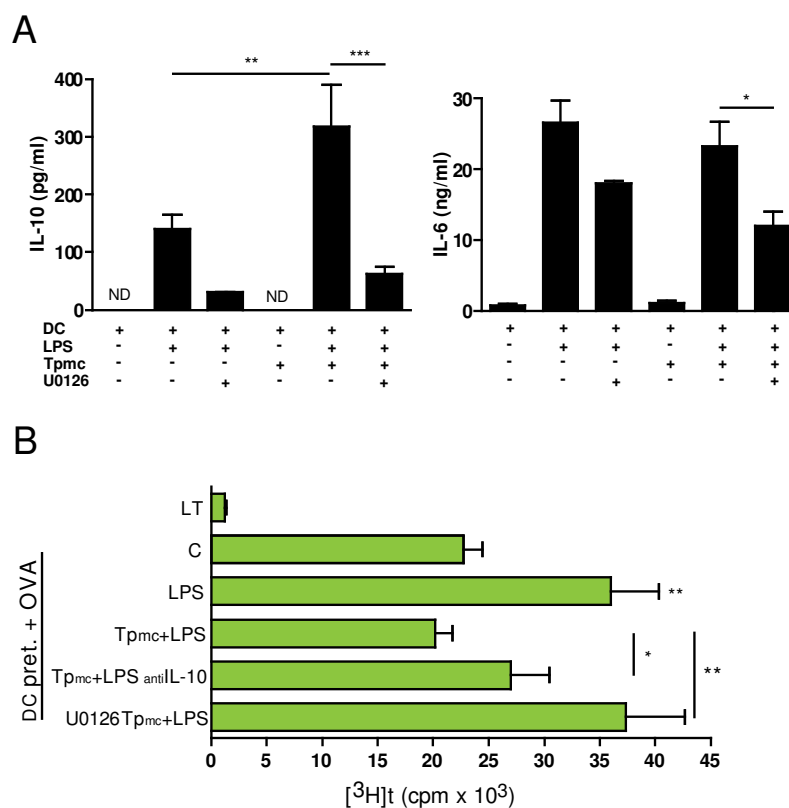 A
**
***
400
300
200
100
0
IL-10 (pg/ml)
ND
ND
DC + + + + + +
LPS - + + - + +
Tpmc - - - + + +
U0126 - - + - - +
*
30
20
10
0
IL-6 (ng/ml)
+ + + + + +
- + + - + +
- - - + + +
- - + - - +
B
DC pret. + OVA
LT
C
LPS
**
Tpmc+LPS
*
Tpmc+LPS antiIL-10
**
U0126Tpmc+LPS
0 5 10 15 20 25 30 35 40 45
[³H]t (cpm x 10³)